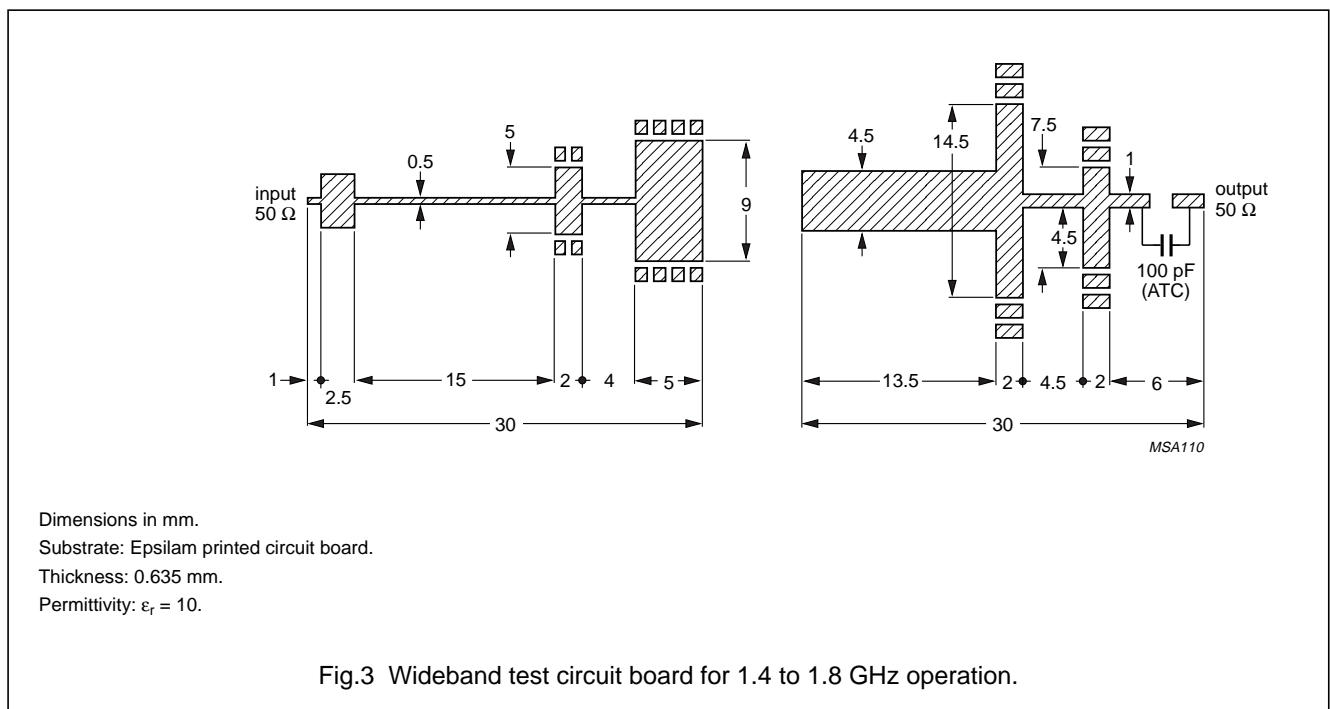 5
0.5
input
50 Ω
9
1
2.5
15
2
4
5
30
4.5
14.5
7.5
1
output
50 Ω
4.5
100 pF
(ATC)
13.5
2
4.5
2
6
30
MSA110
Dimensions in mm.
Substrate: Epsilam printed circuit board.
Thickness: 0.635 mm.
Permittivity: εr = 10.
Fig.3 Wideband test circuit board for 1.4 to 1.8 GHz operation.